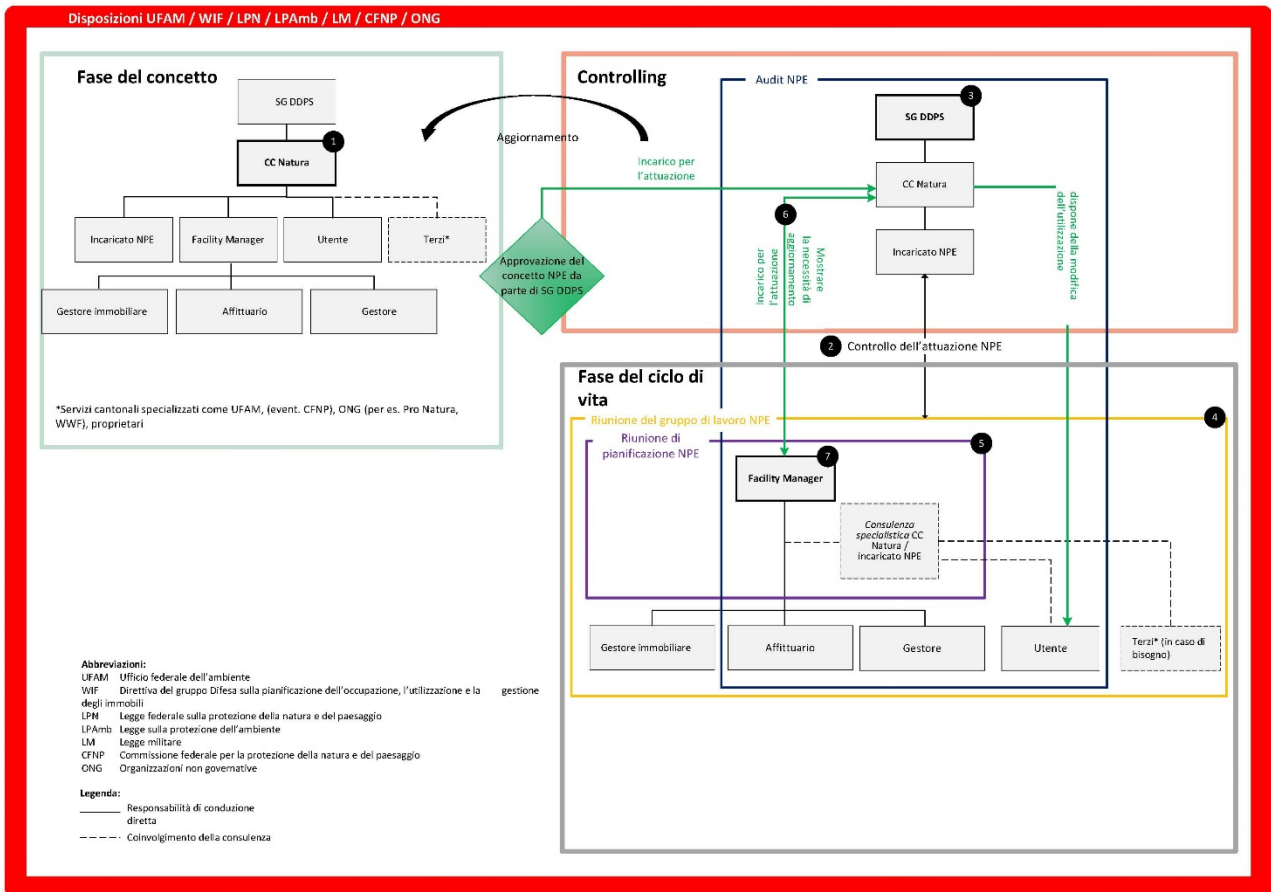 Disposizioni UFAM / WIF / LPN / LPAmb / LM / CFNP / ONG
Fase del concetto
SG DDPS
1
CC Natura
Incaricato NPE
Facility Manager
Utente
Terzi*
Gestore immobiliare
Affittuario
Gestore
*Servizi cantonali specializzati come UFAM, (event. CFNP), ONG (per es. Pro Natura,
WWF), proprietari
Aggiornamento
Approvazione del
concetto NPE da
parte di SG DDPS
Controlling
Audit NPE
3
SG DDPS
Incarico per
l'attuazione
CC Natura
6
Incaricato NPE
Mostrare
la necessità di
aggiornamento
Incarico per
l'attuazione
dispone della modifica
dell'utilizzazione
2 Controllo dell'attuazione NPE
Fase del ciclo di
vita
Riunione del gruppo di lavoro NPE
4
Riunione di
pianificazione NPE
5
7
Facility Manager
Consulenza
specialistica CC
Natura /
incaricato NPE
Gestore immobiliare
Affittuario
Gestore
Utente
Terzi* (in caso di
bisogno)
Abbreviazioni:
UFAM Ufficio federale dell'ambiente
WIF Direttiva del gruppo Difesa sulla pianificazione dell'occupazione, l'utilizzazione e la gestione
degli immobili
LPN Legge federale sulla protezione della natura e del paesaggio
LPAmb Legge sulla protezione dell'ambiente
LM Legge militare
CFNP Commissione federale per la protezione della natura e del paesaggio
ONG Organizzazioni non governative
Legenda:
Responsabilità di conduzione
diretta
Coinvolgimento della consulenza